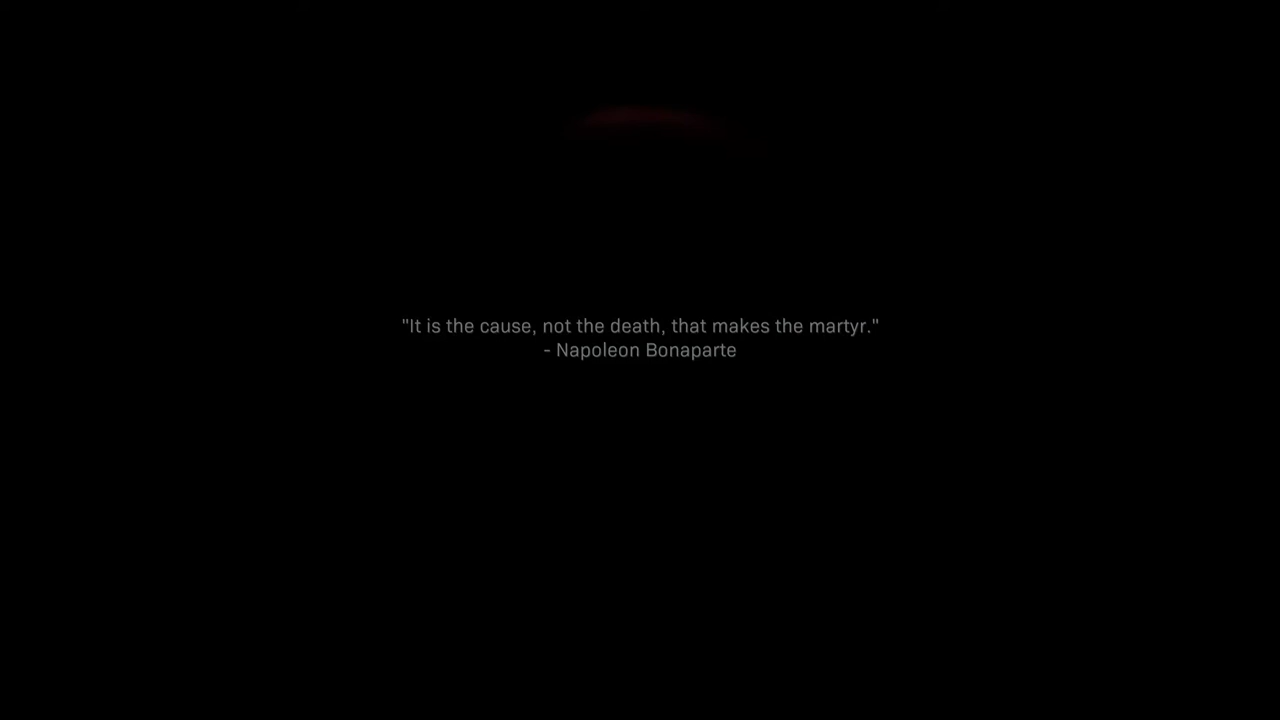 "It is the cause, not the death, that makes the martyr."
- Napoleon Bonaparte